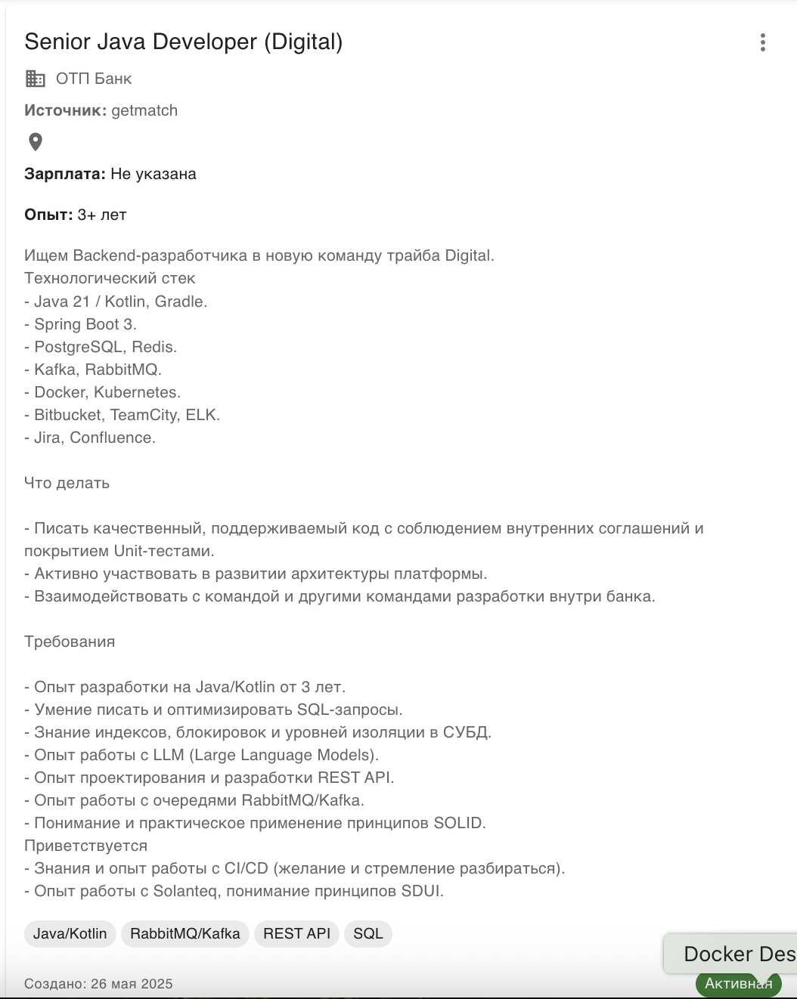 Senior Java Developer (Digital)
ОТП Банк
Источник: getmatch
Зарплата: Не указана
Опыт: 3+ лет
Ищем Backend-разработчика в новую команду трайба Digital.
Технологический стек
- Java 21 / Kotlin, Gradle.
- Spring Boot 3.
- PostgreSQL, Redis.
- Kafka, RabbitMQ.
- Docker, Kubernetes.
- Bitbucket, TeamCity, ELK.
- Jira, Confluence.
Что делать
- Писать качественный, поддерживаемый код с соблюдением внутренних соглашений и
покрытием Unit-тестами.
- Активно участвовать в развитии архитектуры платформы.
- Взаимодействовать с командой и другими командами разработки внутри банка.
Требования
- Опыт разработки на Java/Kotlin от 3 лет.
- Умение писать и оптимизировать SQL-запросы.
- Знание индексов, блокировок и уровней изоляции в СУБД.
- Опыт работы с LLM (Large Language Models).
- Опыт проектирования и разработки REST API.
- Опыт работы с очередями RabbitMQ/Kafka.
- Понимание и практическое применение принципов SOLID.
Приветствуется
- Знания и опыт работы с CI/CD (желание и стремление разбираться).
- Опыт работы с Solanteq, понимание принципов SDUI.
Java/Kotlin RabbitMQ/Kafka REST API SQL
Docker Des
Создано: 26 мая 2025
Активная